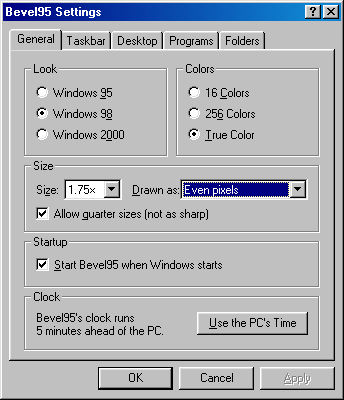 Bevel95 Settings
General
Taskbar
Desktop
Programs
Folders
Look
Windows 95
Windows 98
Windows 2000
Colors
16 Colors
256 Colors
True Color
Size
Size:
1.75×
Drawn as:
Even pixels
Allow quarter sizes (not as sharp)
Startup
Start Bevel95 when Windows starts
Clock
Bevel95's clock runs
5 minutes ahead of the PC.
Use the PC's Time
OK
Cancel
Apply